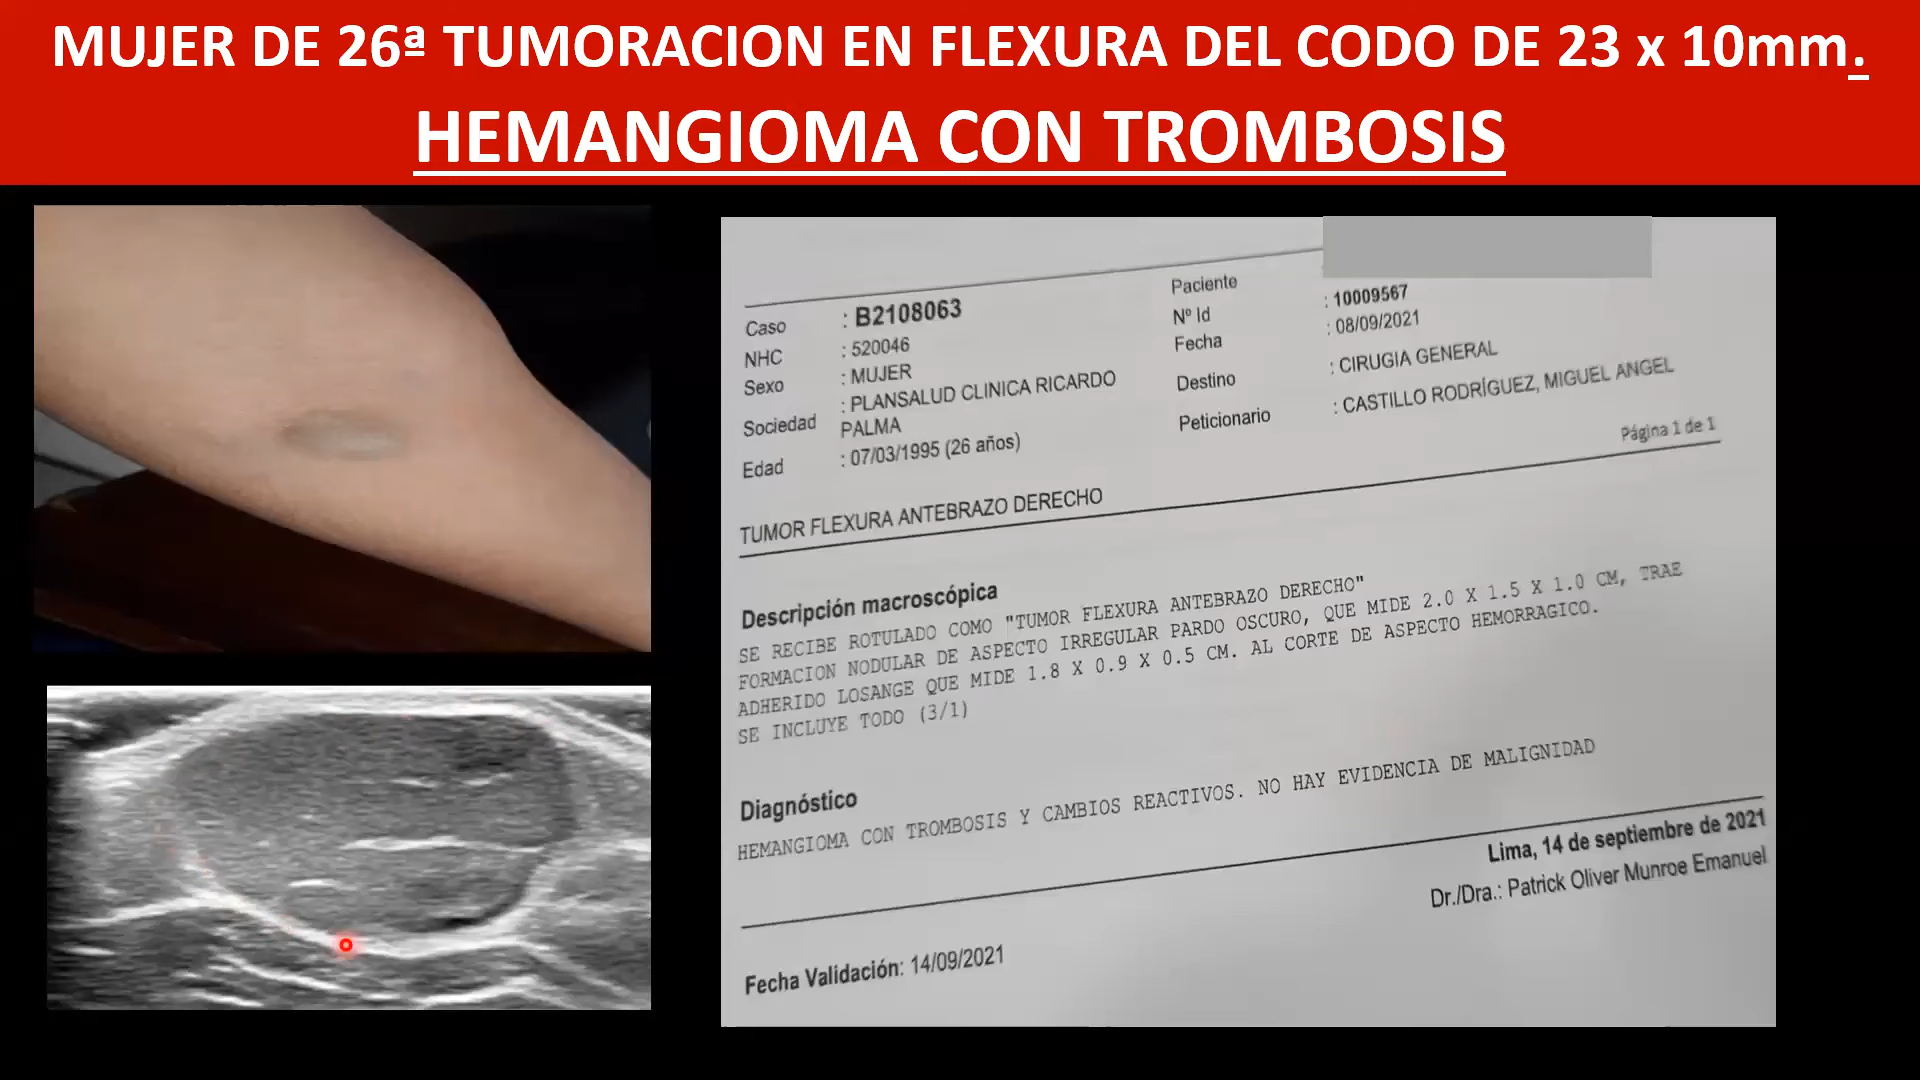 MUJER DE 26ª TUMORACION EN FLEXURA DEL CODO DE 23 x 10mm.
HEMANGIOMA CON TROMBOSIS
Caso : B2108063
NHC : 520046
Sexo : MUJER
Sociedad : PLANSALUD CLINICA RICARDO
PALMA
Edad : 07/03/1995 (26 años)
Paciente :
Nº Id : 10009567
Fecha : 08/09/2021
Destino : CIRUGIA GENERAL
Peticionario : CASTILLO RODRÍGUEZ, MIGUEL ANGEL
Página 1 de 1
TUMOR FLEXURA ANTEBRAZO DERECHO
Descripción macroscópica
SE RECIBE ROTULADO COMO "TUMOR FLEXURA ANTEBRAZO DERECHO"
FORMACION NODULAR DE ASPECTO IRREGULAR PARDO OSCURO, QUE MIDE 2.0 X 1.5 X 1.0 CM, TRAE
ADHERIDO LOSANGE QUE MIDE 1.8 X 0.9 X 0.5 CM. AL CORTE DE ASPECTO HEMORRAGICO.
SE INCLUYE TODO (3/1)
Diagnóstico
HEMANGIOMA CON TROMBOSIS Y CAMBIOS REACTIVOS. NO HAY EVIDENCIA DE MALIGNIDAD
Lima, 14 de septiembre de 2021
Dr./Dra.: Patrick Oliver Munroe Emanuel
Fecha Validación: 14/09/2021